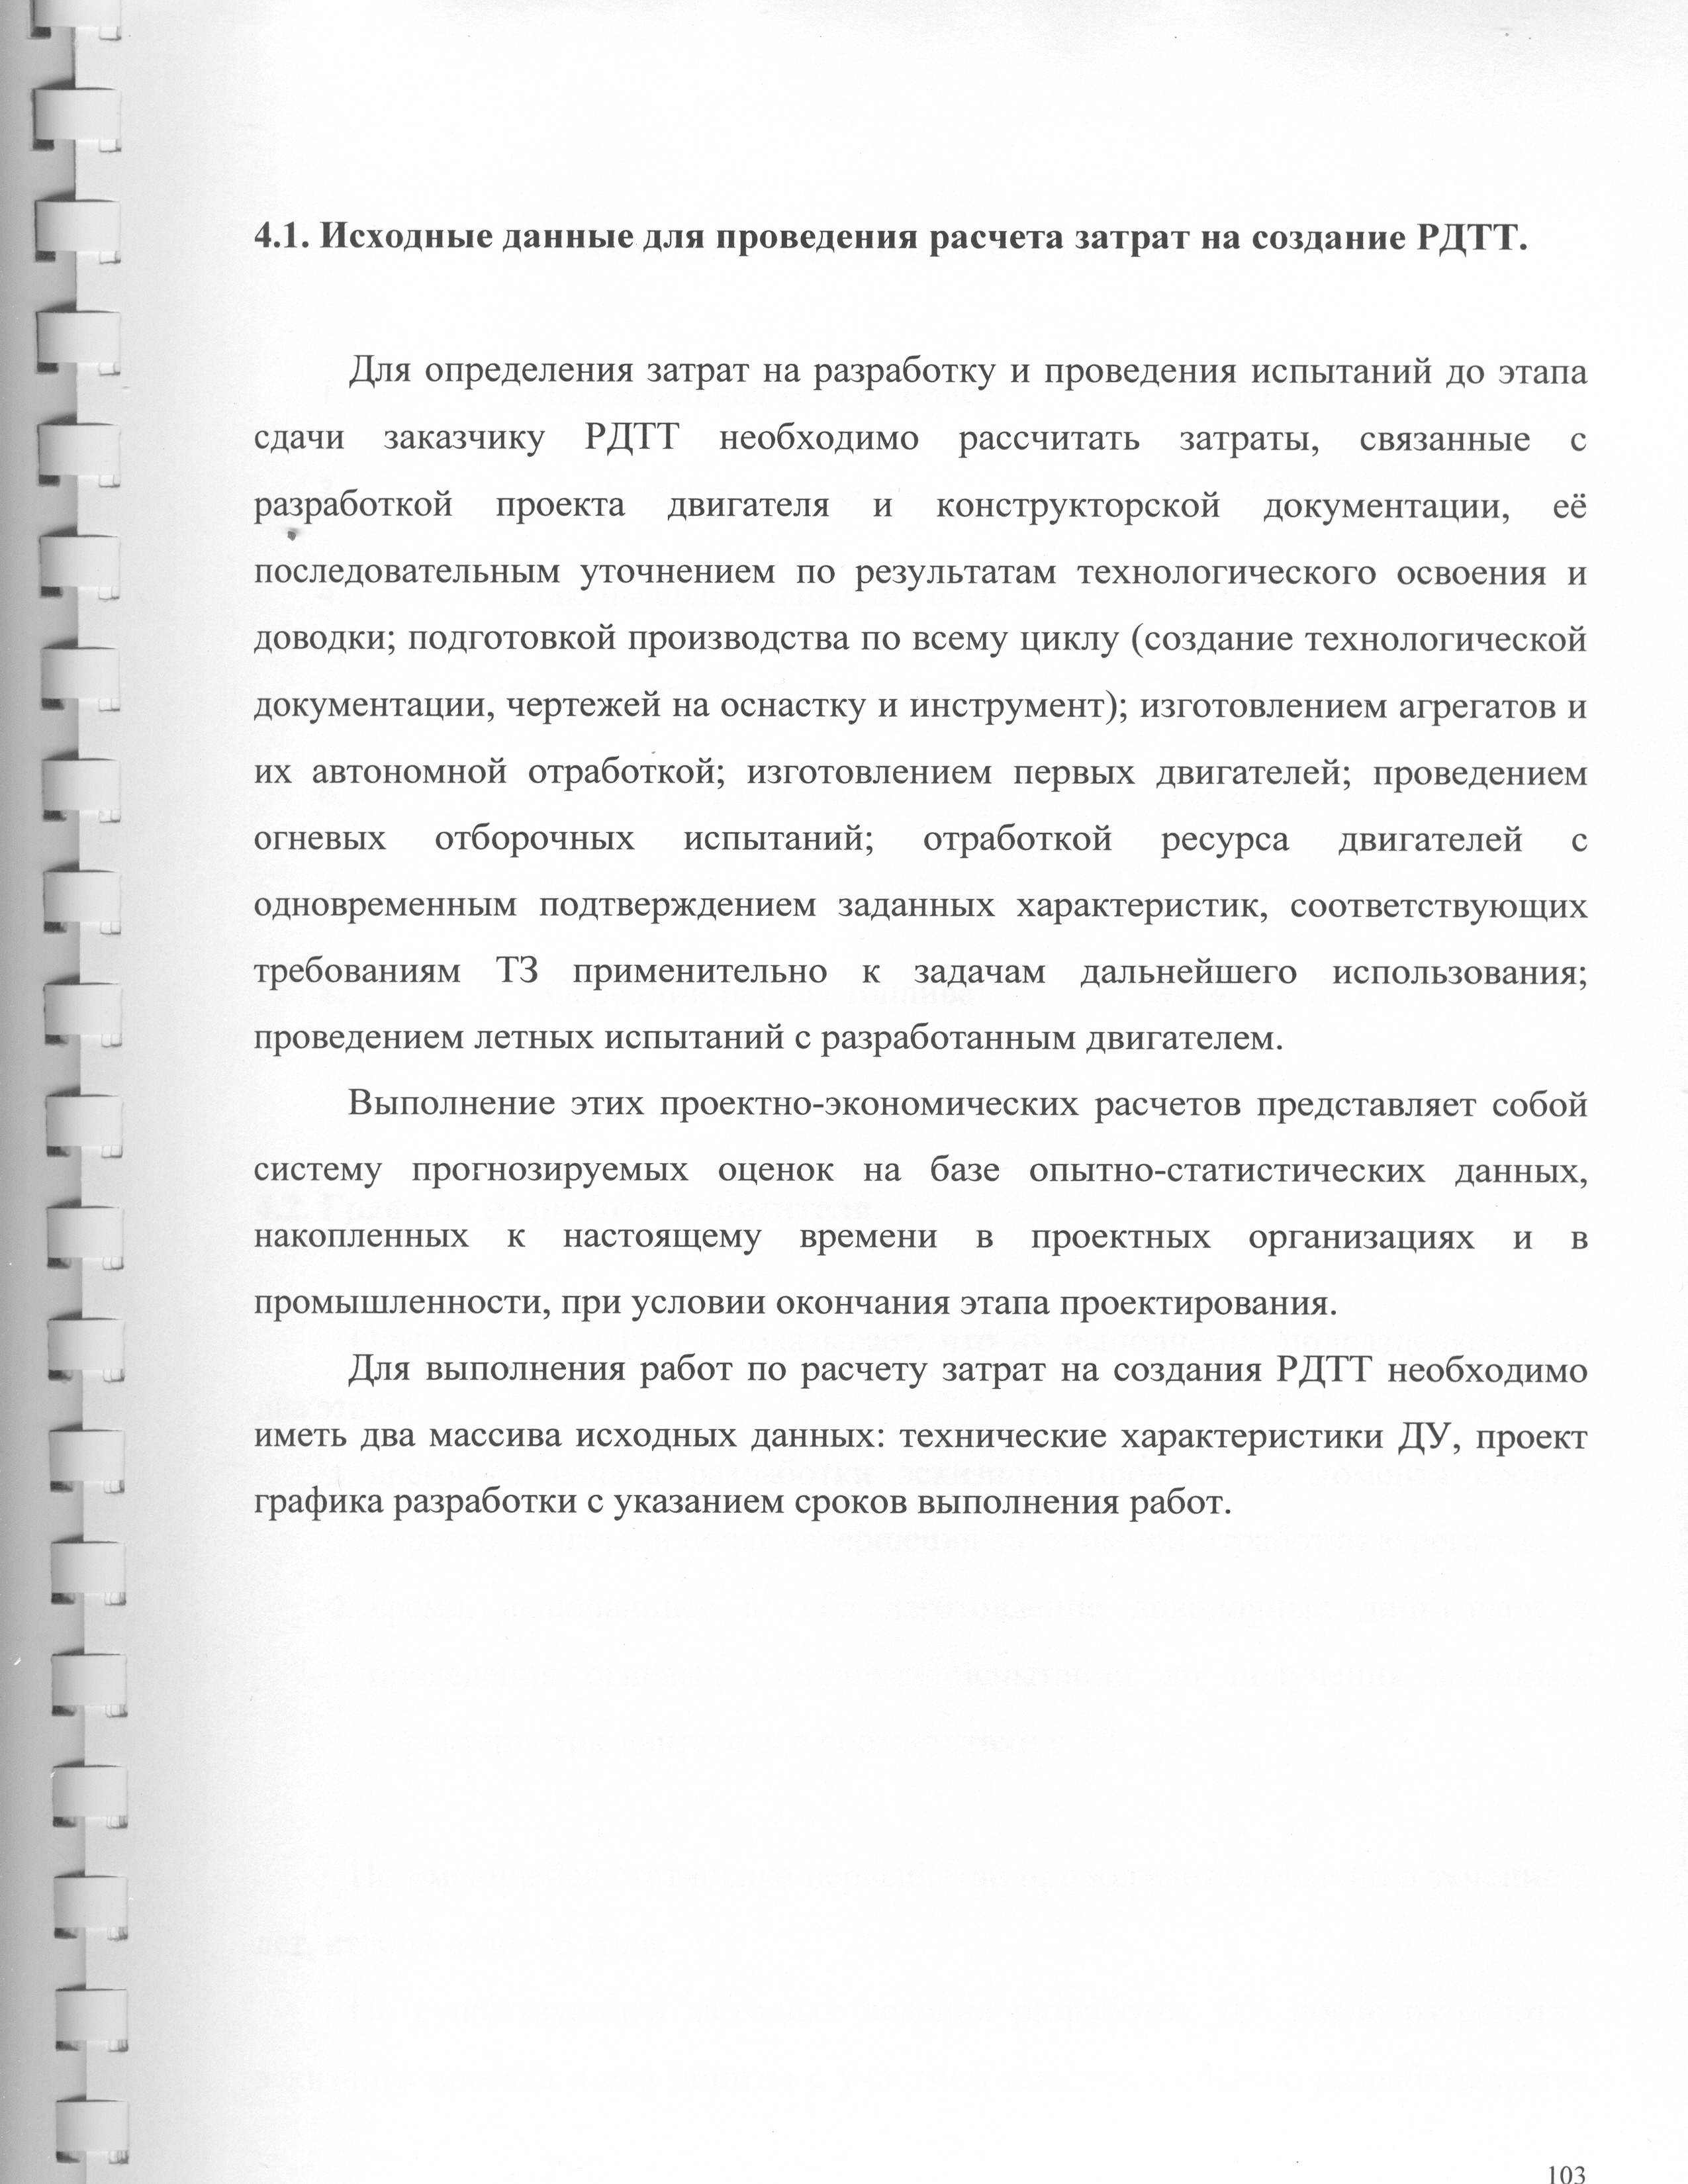 4.1. Исходные данные для проведения расчета затрат на создание РДТТ.
Для определения затрат на разработку и проведения испытаний до этапа
сдачи заказчику РДТТ необходимо рассчитать затраты, связанные с
разработкой проекта двигателя и конструкторской документации, её
последовательным уточнением по результатам технологического освоения и
доводки; подготовкой производства по всему циклу (создание технологической
документации, чертежей на оснастку и инструмент); изготовлением агрегатов и
их автономной отработкой; изготовлением первых двигателей; проведением
огневых отборочных испытаний; отработкой ресурса двигателей с
одновременным подтверждением заданных характеристик, соответствующих
требованиям ТЗ применительно к задачам дальнейшего использования;
проведением летных испытаний с разработанным двигателем.
Выполнение этих проектно-экономических расчетов представляет собой
систему прогнозируемых оценок на базе опытно-статистических данных,
накопленных к настоящему времени в проектных организациях и в
промышленности, при условии окончания этапа проектирования.
Для выполнения работ по расчету затрат на создания РДТТ необходимо
иметь два массива исходных данных: технические характеристики ДУ, проект
графика разработки с указанием сроков выполнения работ.
103